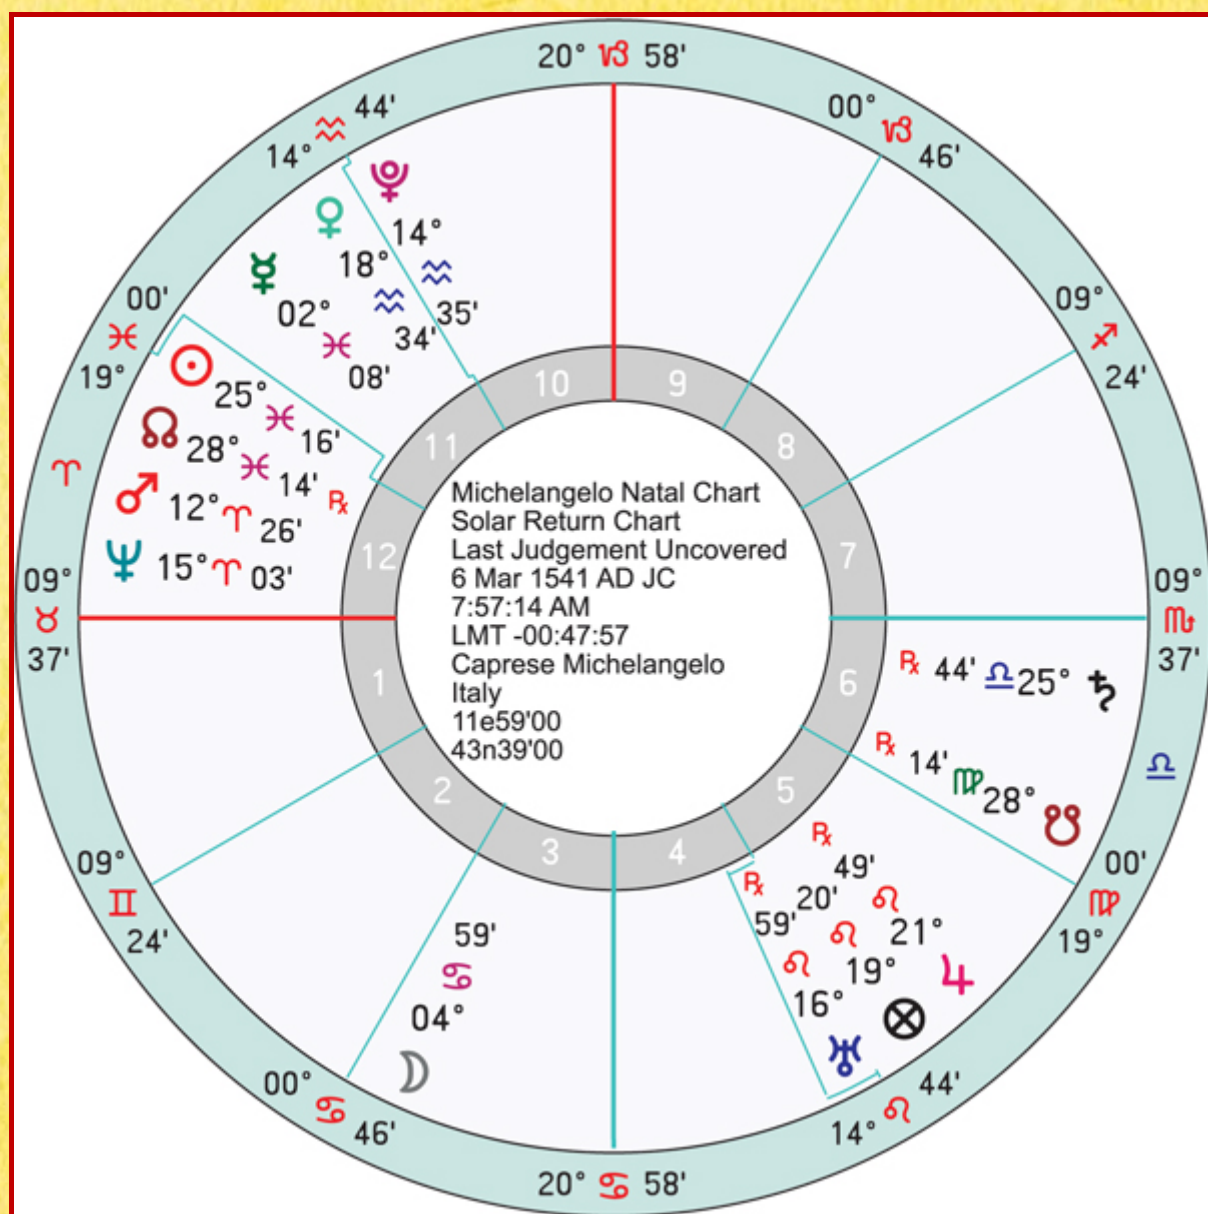 20° ♑ 58'
00° ♑ 46'
09° ♐ 24'
09° ♏ 37'
00' ♍ 19°
14° ♌ 44'
20° ♋ 58'
00° ♋ 46'
09° ♊ 24'
09° ♉ 37'
00' ♓ 19°
14° ♒ 44'
♈
♎
♇ 14° ♒ 35'
♀ 18° ♒ 34'
☿ 02° ♓ 08'
☉ 25° ♓ 16'
☊ 28° ♓ 14' ℞
♂ 12° ♈ 26'
♆ 15° ♈ 03'
☽ 04° ♋ 59'
♅ 16° ♌ 59' ℞
⊗ 19° ♌ 20'
♃ 21° ♌ 49' ℞
☋ 28° ♍ 14' ℞
♄ 25° ♎ 44' ℞
1
2
3
4
5
6
7
8
9
10
11
12
Michelangelo Natal Chart
Solar Return Chart
Last Judgement Uncovered
6 Mar 1541 AD JC
7:57:14 AM
LMT -00:47:57
Caprese Michelangelo
Italy
11e59'00
43n39'00